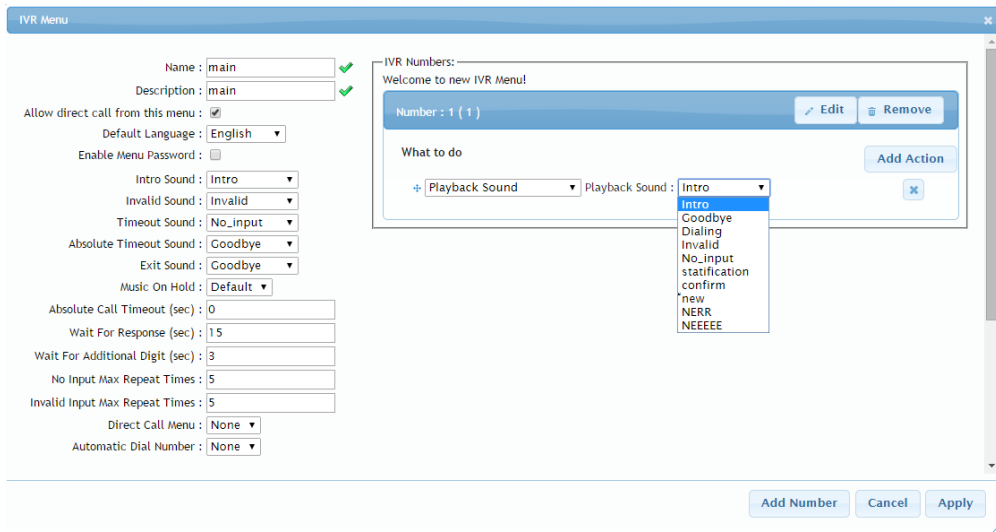 IVR Menu
Name : main
Description : main
Allow direct call from this menu :
Default Language : English
Enable Menu Password :
Intro Sound : Intro
Invalid Sound : Invalid
Timeout Sound : No_input
Absolute Timeout Sound : Goodbye
Exit Sound : Goodbye
Music On Hold : Default
Absolute Call Timeout (sec) : 0
Wait For Response (sec) : 15
Wait For Additional Digit (sec) : 3
No Input Max Repeat Times : 5
Invalid Input Max Repeat Times : 5
Direct Call Menu : None
Automatic Dial Number : None
IVR Numbers:
Welcome to new IVR Menu!
Number : 1 ( 1 ) Edit Remove
What to do Add Action
Playback Sound Playback Sound : Intro
Intro
Goodbye
Dialing
Invalid
No_input
statification
confirm
new
NERR
NEEEEE
Add Number Cancel Apply